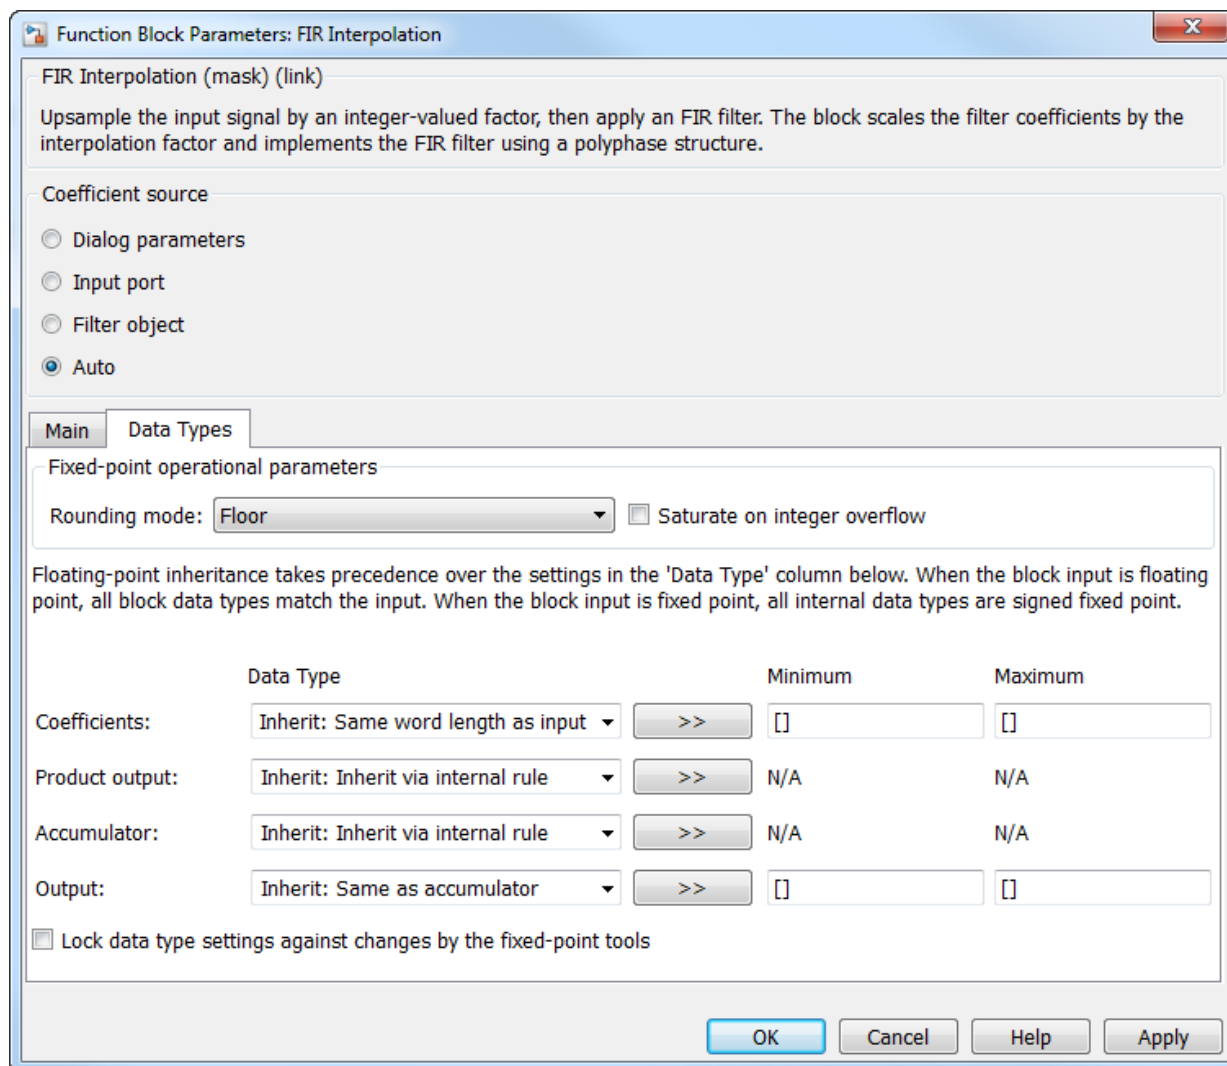 Function Block Parameters: FIR Interpolation
FIR Interpolation (mask) (link)
Upsample the input signal by an integer-valued factor, then apply an FIR filter. The block scales the filter coefficients by the
interpolation factor and implements the FIR filter using a polyphase structure.
Coefficient source
Dialog parameters
Input port
Filter object
Auto
Main Data Types
Fixed-point operational parameters
Rounding mode: Floor Saturate on integer overflow
Floating-point inheritance takes precedence over the settings in the 'Data Type' column below. When the block input is floating
point, all block data types match the input. When the block input is fixed point, all internal data types are signed fixed point.
Data Type Minimum Maximum
Coefficients: Inherit: Same word length as input >> [] []
Product output: Inherit: Inherit via internal rule >> N/A N/A
Accumulator: Inherit: Inherit via internal rule >> N/A N/A
Output: Inherit: Same as accumulator >> [] []
Lock data type settings against changes by the fixed-point tools
OK Cancel Help Apply